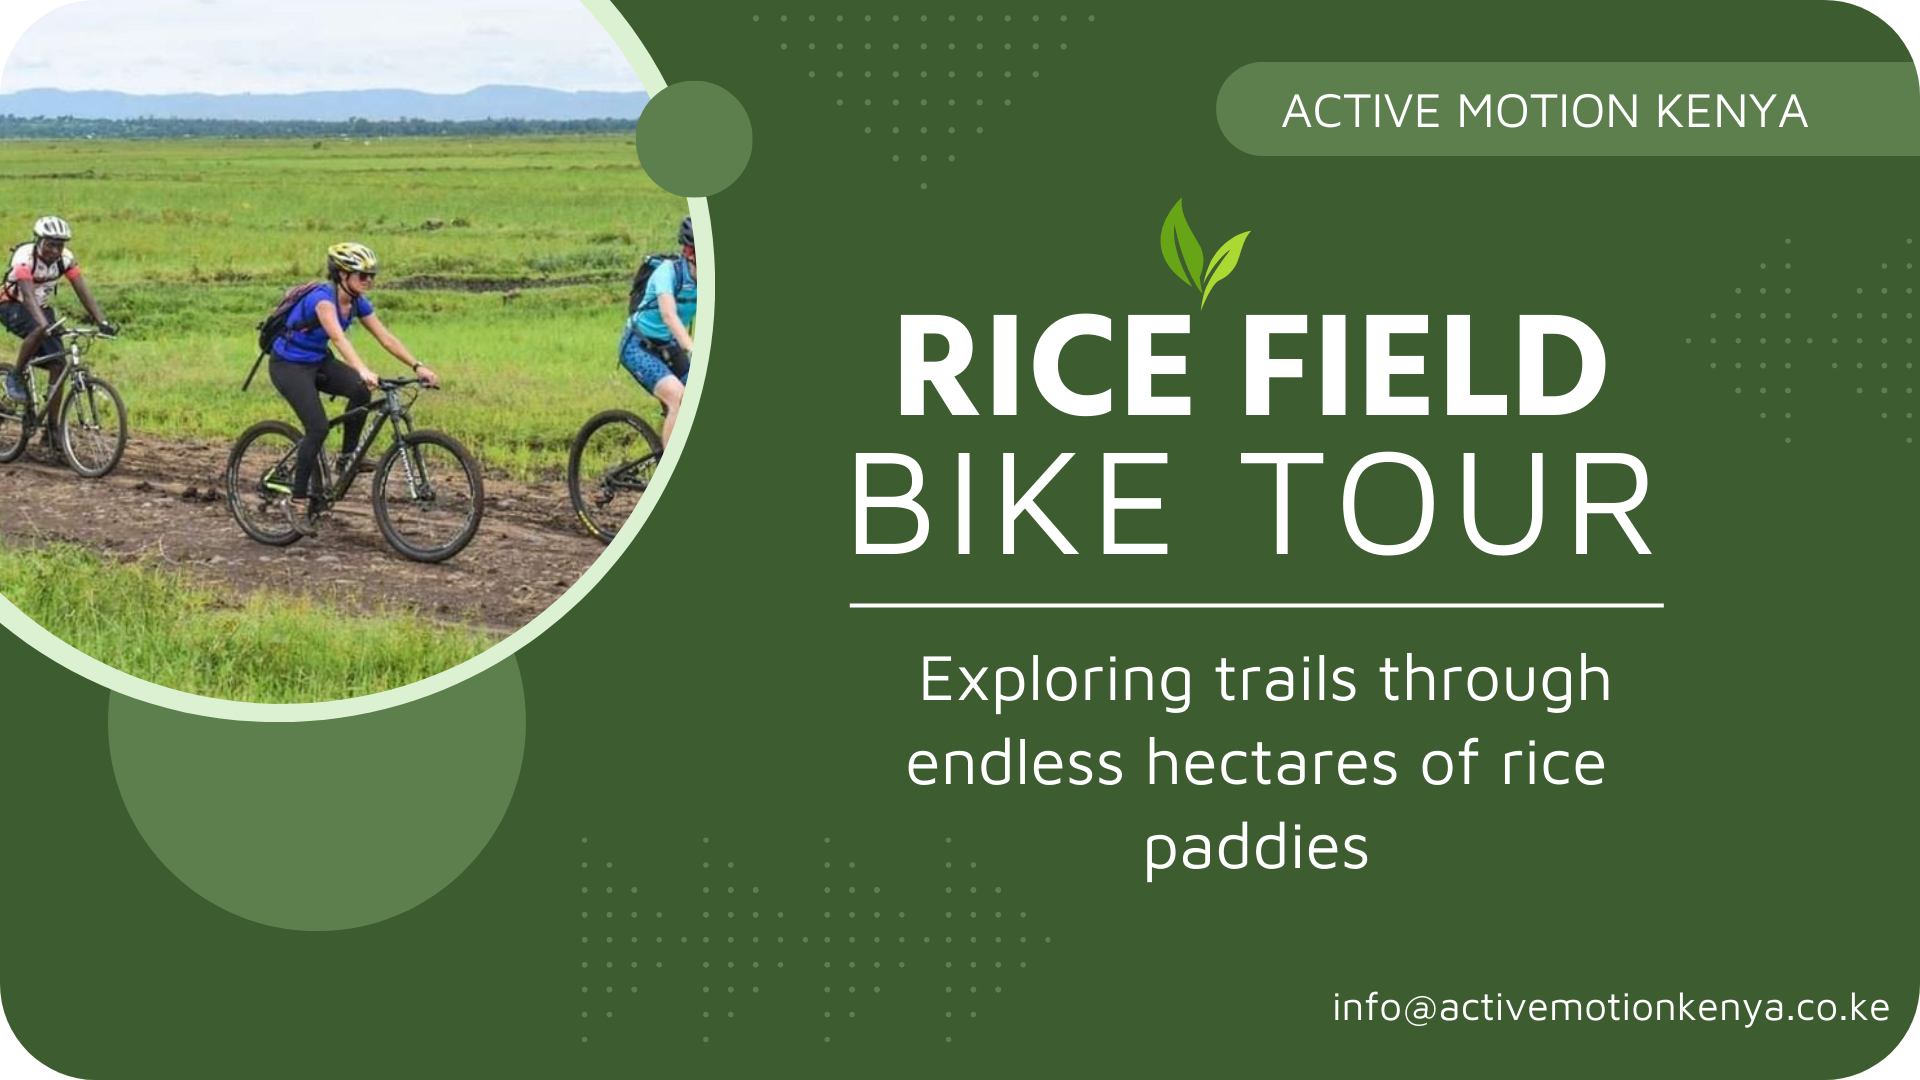 ACTIVE MOTION KENYA
RICE FIELD
BIKE TOUR
Exploring trails through
endless hectares of rice
paddies
info@activemotionkenya.co.ke